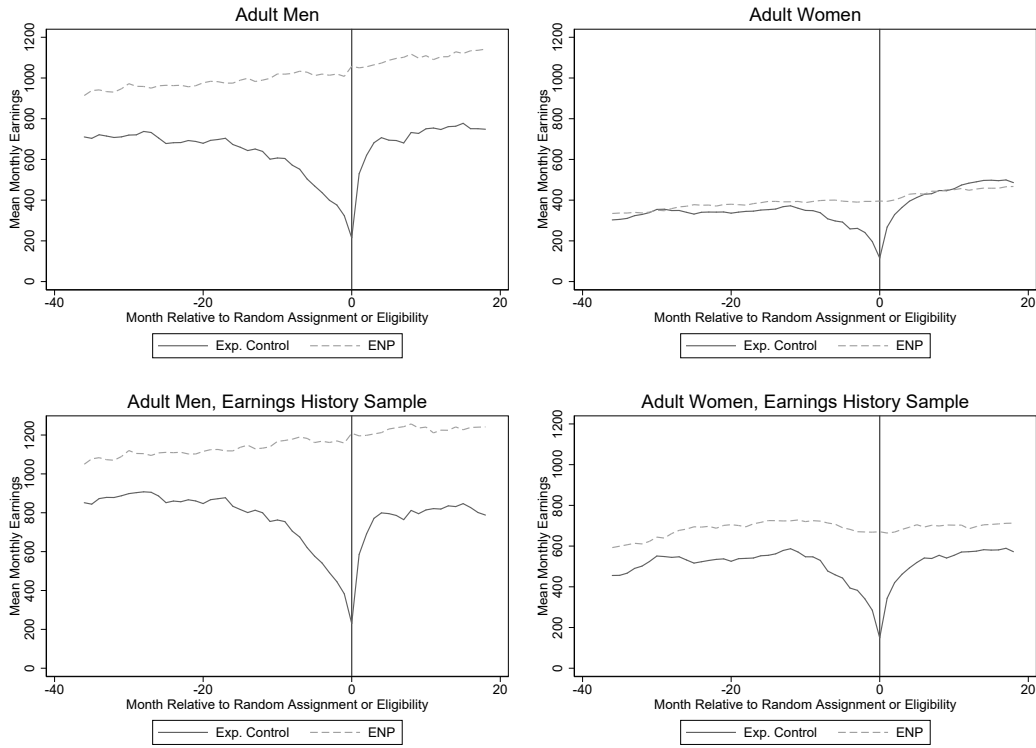 Adult Men
Mean Monthly Earnings
0 200 400 600 800 1000 1200
-40 -20 0 20
Month Relative to Random Assignment or Eligibility
Exp. Control ENP
Adult Women
Mean Monthly Earnings
0 200 400 600 800 1000 1200
-40 -20 0 20
Month Relative to Random Assignment or Eligibility
Exp. Control ENP
Adult Men, Earnings History Sample
Mean Monthly Earnings
0 200 400 600 800 1000 1200
-40 -20 0 20
Month Relative to Random Assignment or Eligibility
Exp. Control ENP
Adult Women, Earnings History Sample
Mean Monthly Earnings
0 200 400 600 800 1000 1200
-40 -20 0 20
Month Relative to Random Assignment or Eligibility
Exp. Control ENP